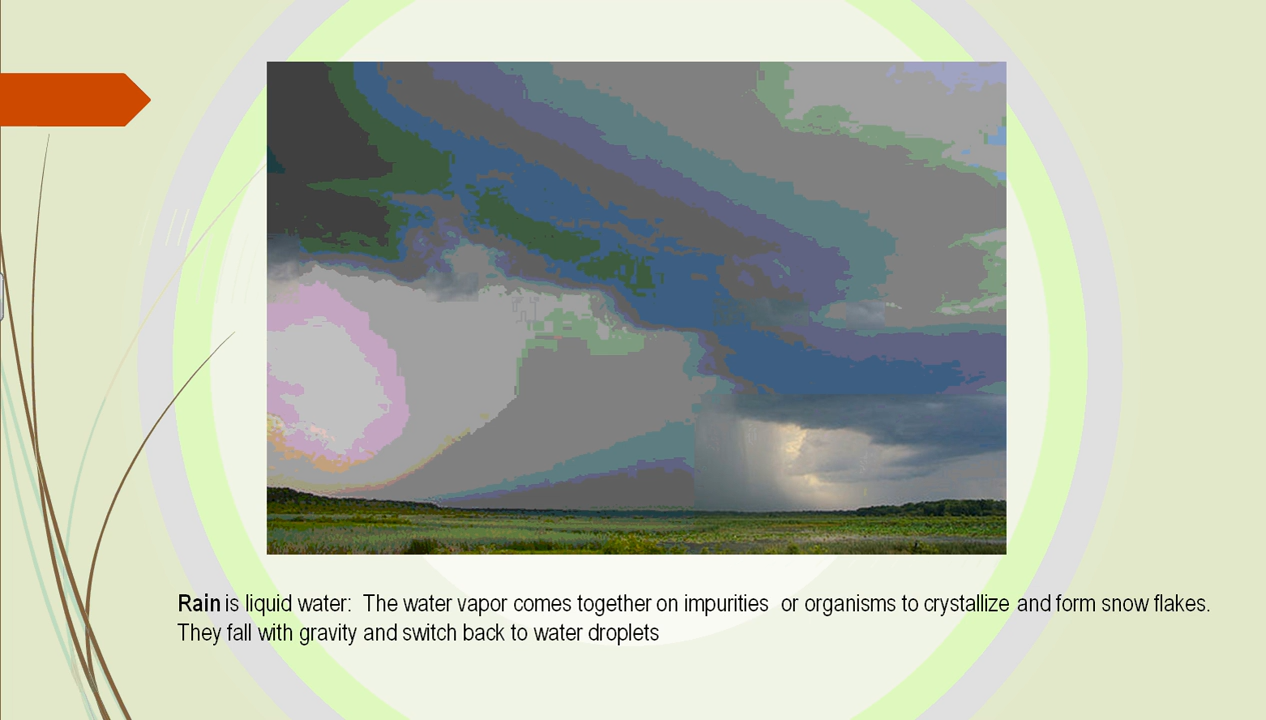 Rain is liquid water:  The water vapor comes together on impurities  or organisms to crystallize and form snow flakes.
They fall with gravity and switch back to water droplets